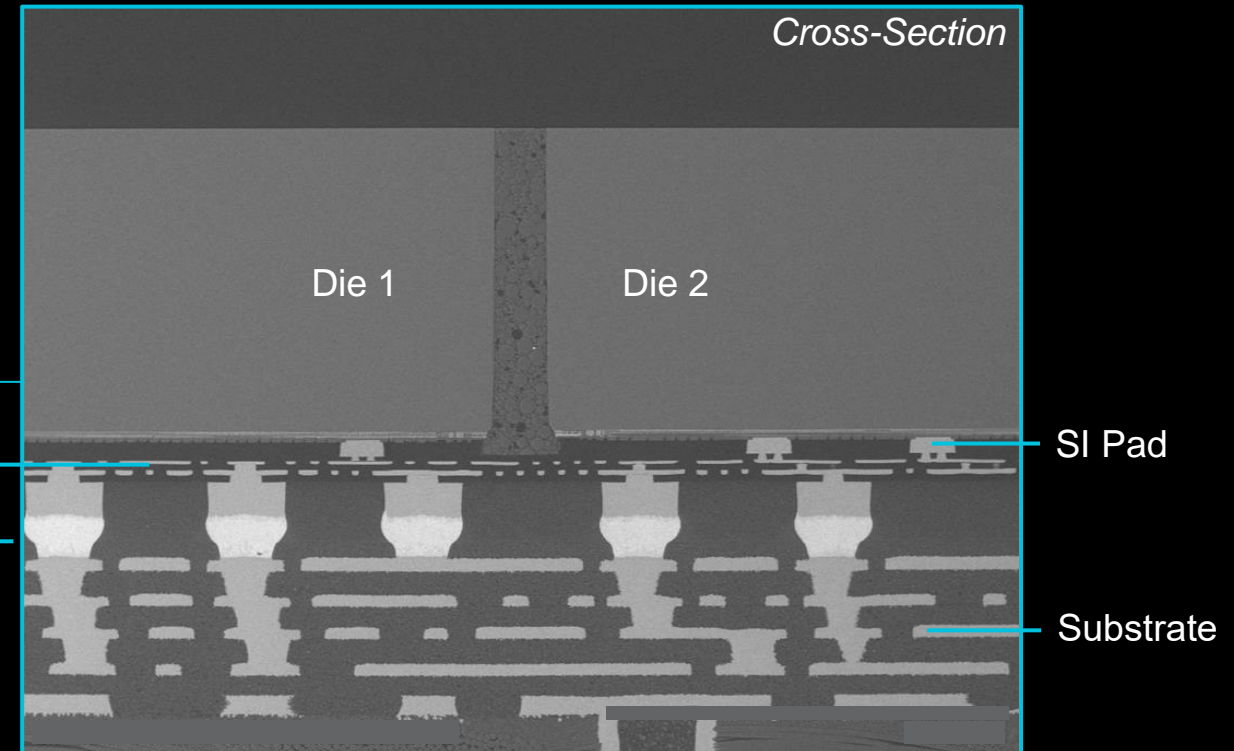 Cross-Section
Die 1
Die 2
SI Pad
Substrate